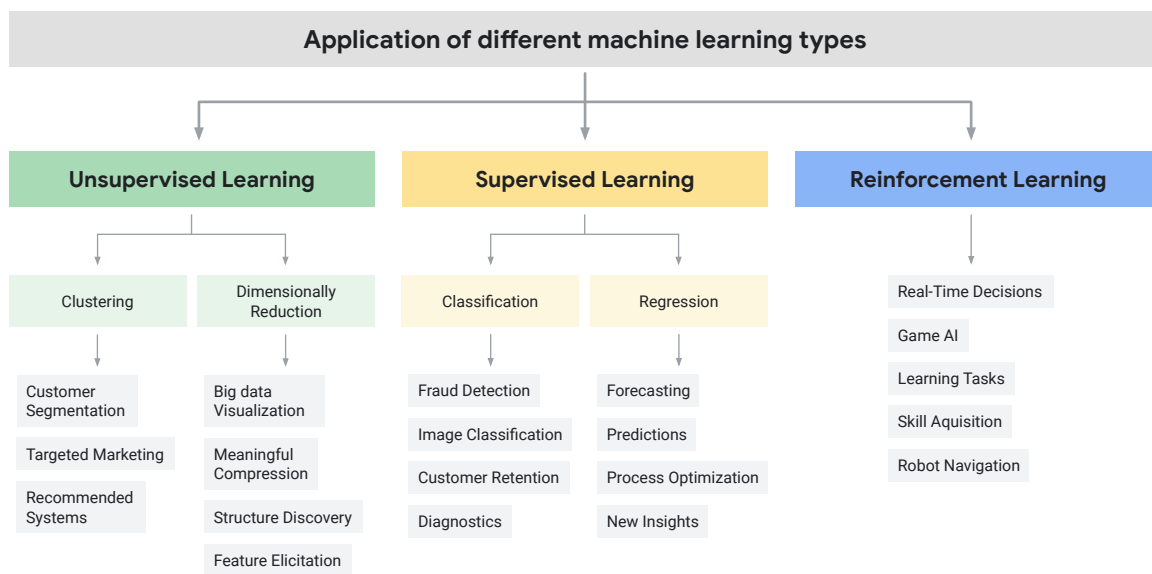 Application of different machine learning types
Unsupervised Learning
Supervised Learning
Reinforcement Learning
Clustering
Dimensionally
Reduction
Classification
Regression
Customer
Segmentation
Targeted Marketing
Recommended
Systems
Big data
Visualization
Meaningful
Compression
Structure Discovery
Feature Elicitation
Fraud Detection
Image Classification
Customer Retention
Diagnostics
Forecasting
Predictions
Process Optimization
New Insights
Real-Time Decisions
Game AI
Learning Tasks
Skill Aquisition
Robot Navigation